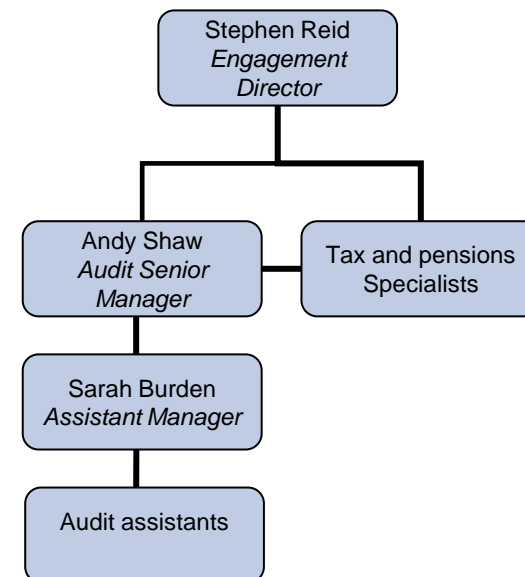 Stephen Reid
Engagement
Director
Andy Shaw
Audit Senior
Manager
Tax and pensions
Specialists
Sarah Burden
Assistant Manager
Audit assistants